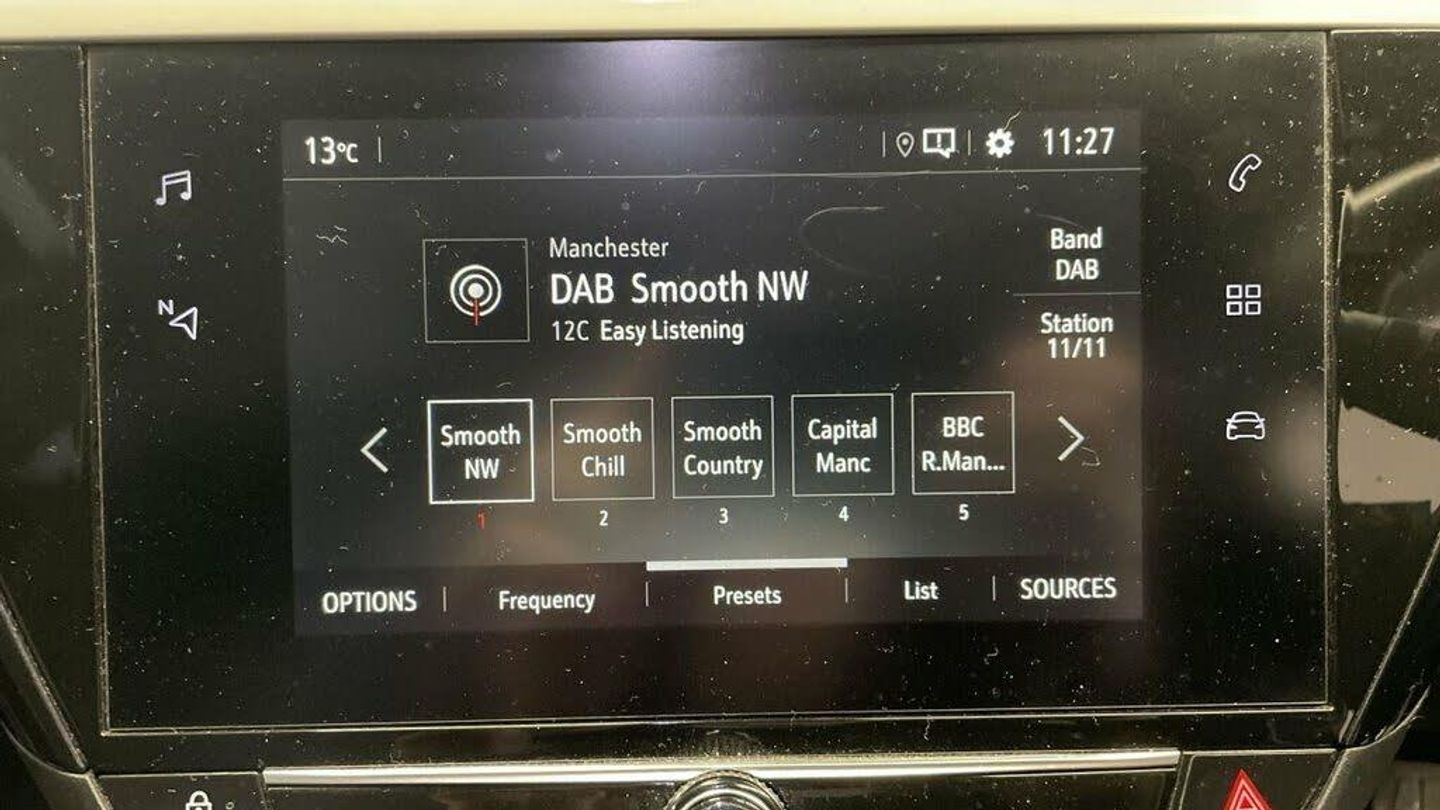 13°C
11:27
N
Manchester
DAB Smooth NW
12C Easy Listening
Band
DAB
Station
11/11
Smooth
NW
1
Smooth
Chill
2
Smooth
Country
3
Capital
Manc
4
BBC
R.Man...
5
OPTIONS
Frequency
Presets
List
SOURCES